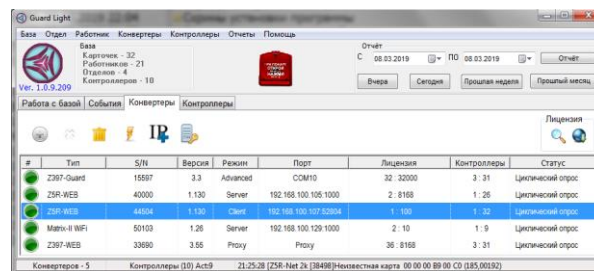 Guard Light
База Отдел Работник Конвертеры Контроллеры Отчеты Помощь
База
Карточек - 32
Работников - 21
Отделов - 4
Контроллеров - 10
Ver. 1.0.9.209
Отчёт
С 08.03.2019 ПО 08.03.2019 Отчёт
Вчера Сегодня Прошлая неделя Прошлый месяц
Работа с базой События Конвертеры Контроллеры
IP
Лицензия
# Тип S/N Версия Режим Порт Лицензия Контроллеры Статус
Z397-Guard 15597 3.3 Advanced COM10 32 : 32000 3 : 31 Циклический опрос
Z5R-WEB 40000 1.130 Server 192.168.100.105:1000 2 : 8168 1 : 26 Циклический опрос
Z5R-WEB 44504 1.130 Client 192.168.100.107:52804 1 : 100 1 : 32 Циклический опрос
Matrix-II WiFi 50103 1.26 Server 192.168.100.129:1000 2 : 10 1 : 9 Циклический опрос
Z397-WEB 33690 3.55 Proxy Proxy 36 : 8168 3 : 31 Циклический опрос
Конвертеров - 5 Контроллеры (10) Act:9 21:25:28 [Z5R-Net 2k [38498]Неизвестная карта 00 00 00 B9 00 C0 (185,00192)